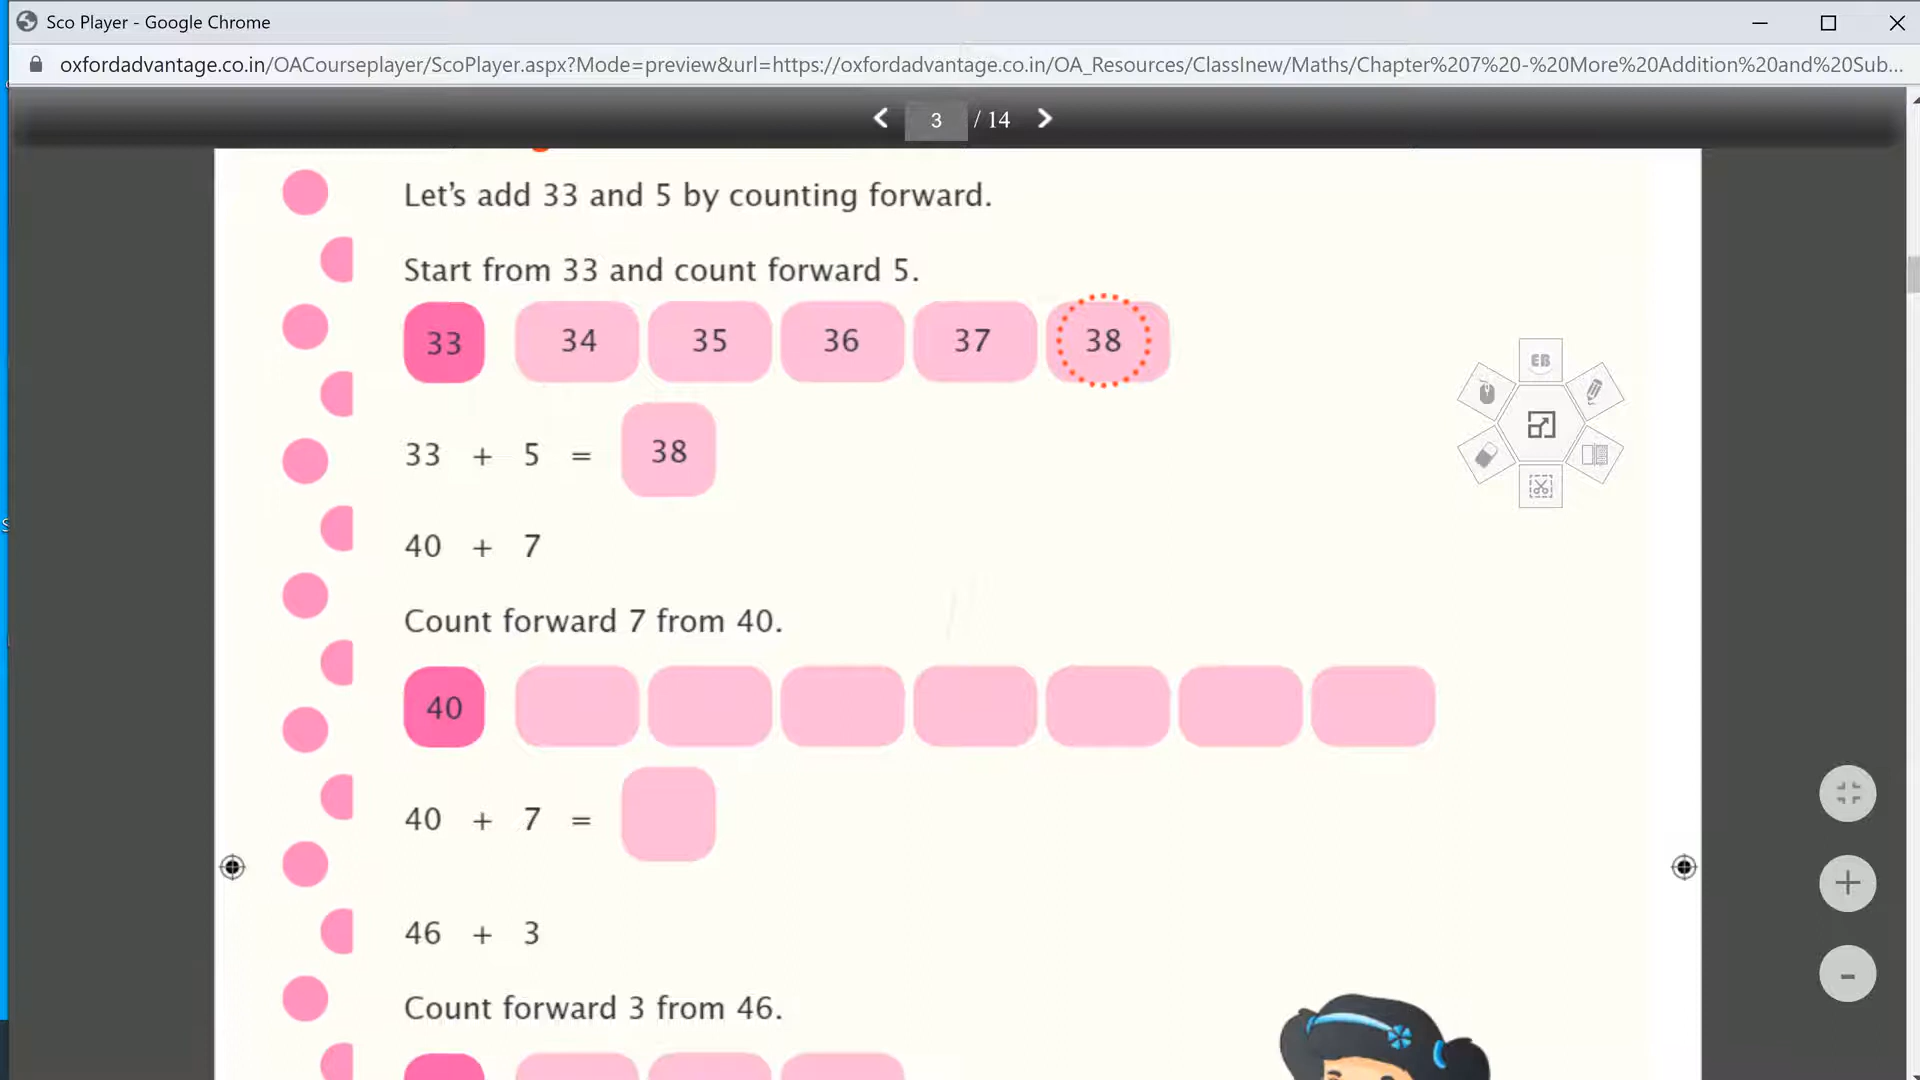 Sco Player - Google Chrome
oxfordadvantage.co.in/OACourseplayer/ScoPlayer.aspx?Mode=preview&url=https://oxfordadvantage.co.in/OA_Resources/ClassInew/Maths/Chapter%207%20-%20More%20Addition%20and%20Sub...
3 / 14
Let's add 33 and 5 by counting forward.
Start from 33 and count forward 5.
33 34 35 36 37 38
EB
33 + 5 = 38
40 + 7
Count forward 7 from 40.
40
40 + 7 =
46 + 3
Count forward 3 from 46.